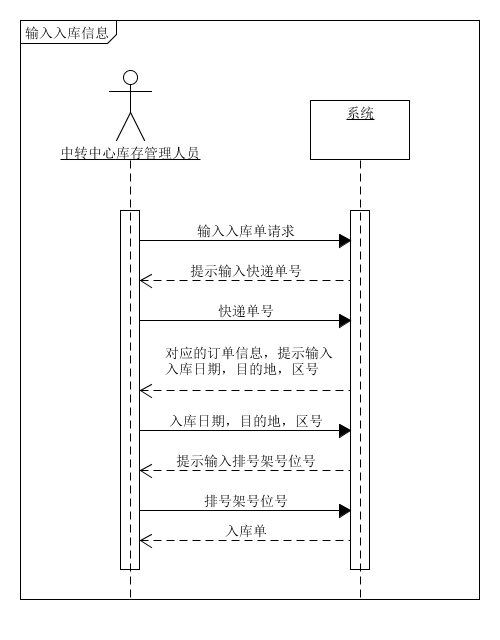 输入入库信息
中转中心库存管理人员
系统
输入入库单请求
提示输入快递单号
快递单号
对应的订单信息，提示输入
入库日期，目的地，区号
入库日期，目的地，区号
提示输入排号架号位号
排号架号位号
入库单